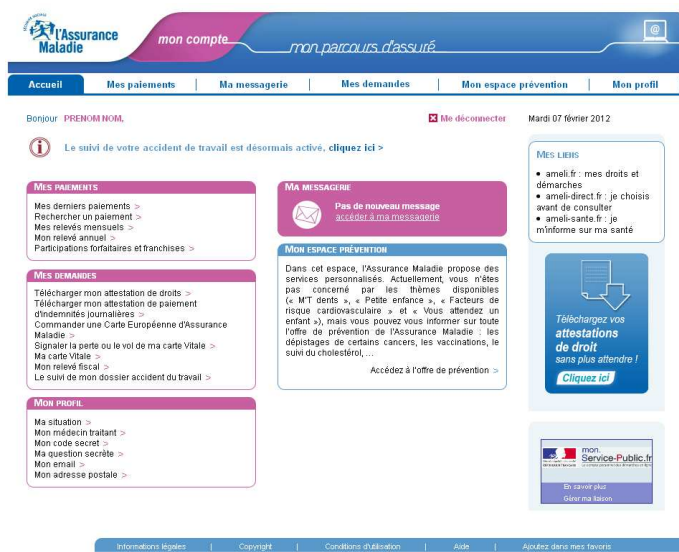 l'Assurance
Maladie
mon compte
mon parcours d'assuré
@
Accueil | Mes paiements | Ma messagerie | Mes demandes | Mon espace prévention | Mon profil
Bonjour PRENOM NOM,
Me déconnecter
Mardi 07 février 2012
Le suivi de votre accident de travail est désormais activé, cliquez ici >
MES PAIEMENTS
Mes derniers paiements >
Rechercher un paiement >
Mes relevés mensuels >
Mon relevé annuel >
Participations forfaitaires et franchises >
MES DEMANDES
Télécharger mon attestation de droits >
Télécharger mon attestation de paiement
d'indemnités journalières >
Commander une Carte Européenne d'Assurance
Maladie >
Signaler la perte ou le vol de ma carte Vitale >
Ma carte Vitale >
Mon relevé fiscal >
Le suivi de mon dossier accident du travail >
MON PROFIL
Ma situation >
Mon médecin traitant >
Mon code secret >
Ma question secrète >
Mon email >
Mon adresse postale >
MA MESSAGERIE
Pas de nouveau message
accéder à ma messagerie
MON ESPACE PRÉVENTION
Dans cet espace, l'Assurance Maladie propose des
services personnalisés. Actuellement, vous n'êtes
pas concerné par les thèmes disponibles
(« M'T dents », « Petite enfance », « Facteurs de
risque cardiovasculaire » et « Vous attendez un
enfant »), mais vous pouvez vous informer sur toute
l'offre de prévention de l'Assurance Maladie : les
dépistages de certains cancers, les vaccinations, le
suivi du cholestérol, ...
Accédez à l'offre de prévention >
MES LIENS
• ameli.fr : mes droits et
démarches
• ameli-direct.fr : je choisis
avant de consulter
• ameli-sante.fr : je
m'informe sur ma santé
Téléchargez vos
attestations
de droit
sans plus attendre !
Cliquez ici
mon.
Service-Public.fr
En savoir plus
Gérer ma liaison
Informations légales | Copyright | Conditions d'utilisation | Aide | Ajoutez dans mes favoris